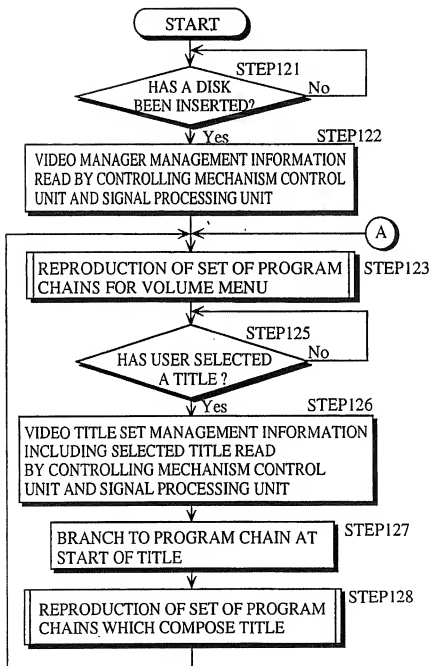 START
STEP121
HAS A DISK
BEEN INSERTED?
No
Yes
STEP122
VIDEO MANAGER MANAGEMENT INFORMATION
READ BY CONTROLLING MECHANISM CONTROL
UNIT AND SIGNAL PROCESSING UNIT
A
REPRODUCTION OF SET OF PROGRAM
CHAINS FOR VOLUME MENU
STEP123
STEP125
HAS USER SELECTED
A TITLE ?
No
Yes
STEP126
VIDEO TITLE SET MANAGEMENT INFORMATION
INCLUDING SELECTED TITLE READ
BY CONTROLLING MECHANISM CONTROL
UNIT AND SIGNAL PROCESSING UNIT
STEP127
BRANCH TO PROGRAM CHAIN AT
START OF TITLE
STEP128
REPRODUCTION OF SET OF PROGRAM
CHAINS WHICH COMPOSE TITLE